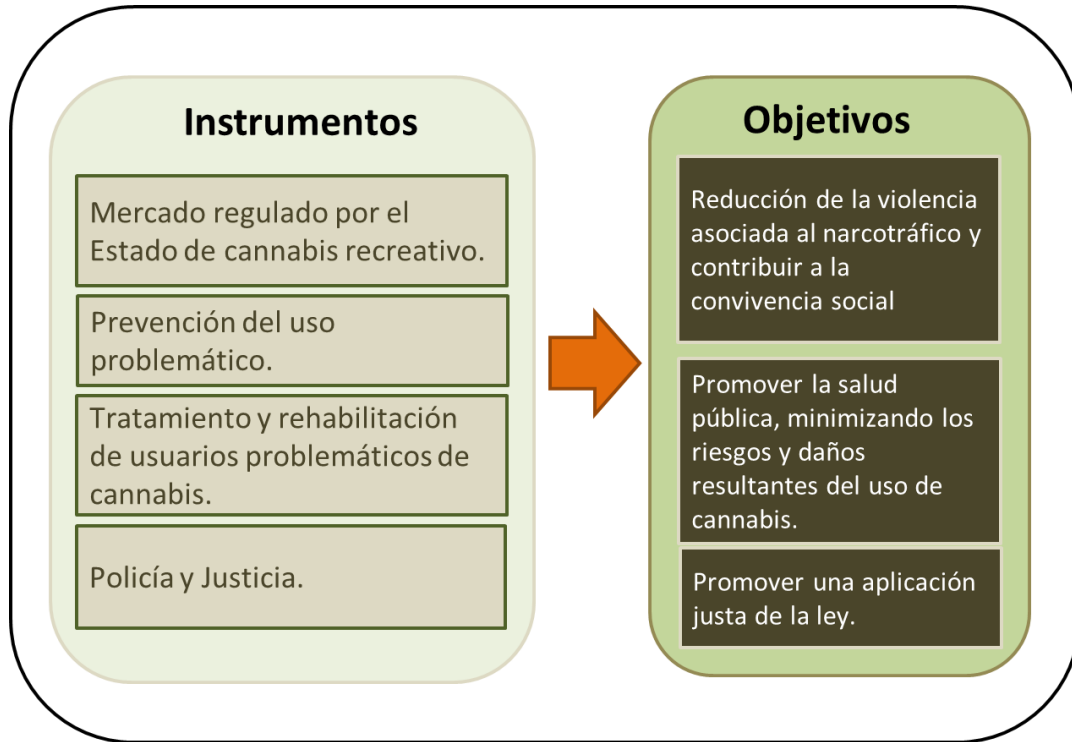 Instrumentos
Mercado regulado por el
Estado de cannabis recreativo.
Prevención del uso
problemático.
Tratamiento y rehabilitación
de usuarios problemáticos de
cannabis.
Policía y Justicia.
Objetivos
Reducción de la violencia
asociada al narcotráfico y
contribuir a la
convivencia social
Promover la salud
pública, minimizando los
riesgos y daños
resultantes del uso de
cannabis.
Promover una aplicación
justa de la ley.